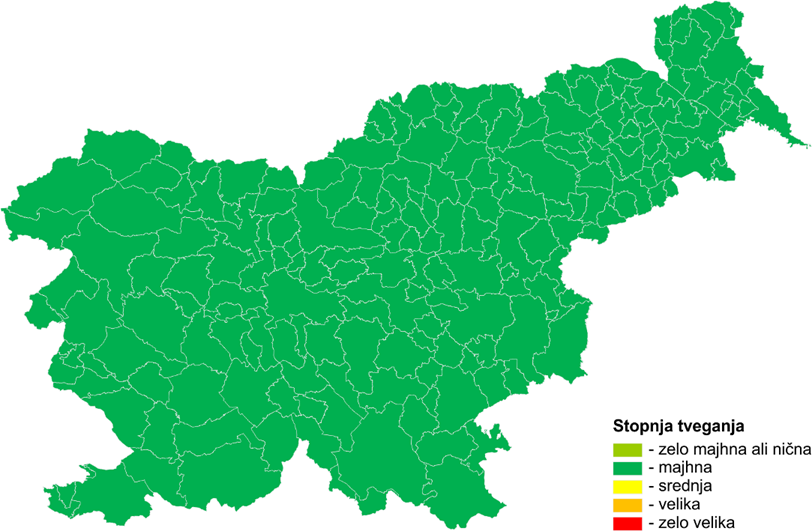 Stopnja tveganja
- zelo majhna ali nična
- majhna
- srednja
- velika
- zelo velika